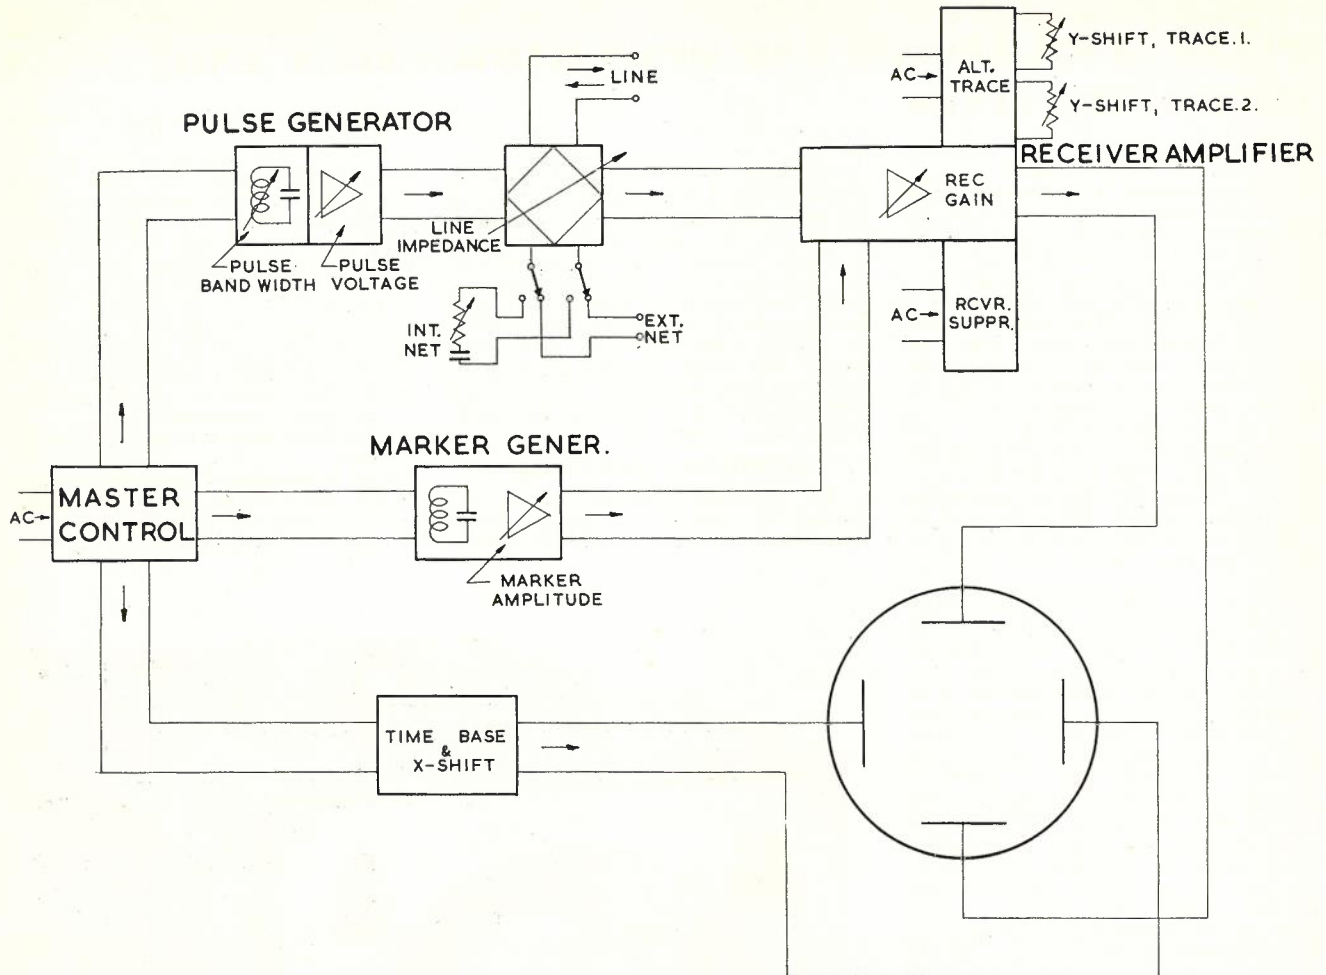 Y-SHIFT, TRACE.1.
AC
ALT.
TRACE
Y-SHIFT, TRACE.2.
LINE
PULSE GENERATOR
RECEIVER AMPLIFIER
REC
GAIN
LINE
IMPEDANCE
PULSE
BAND WIDTH
PULSE
VOLTAGE
INT.
NET
EXT.
NET
AC
RCVR.
SUPPR.
MARKER GENER.
MASTER
CONTROL
AC
MARKER
AMPLITUDE
TIME BASE
&
X-SHIFT